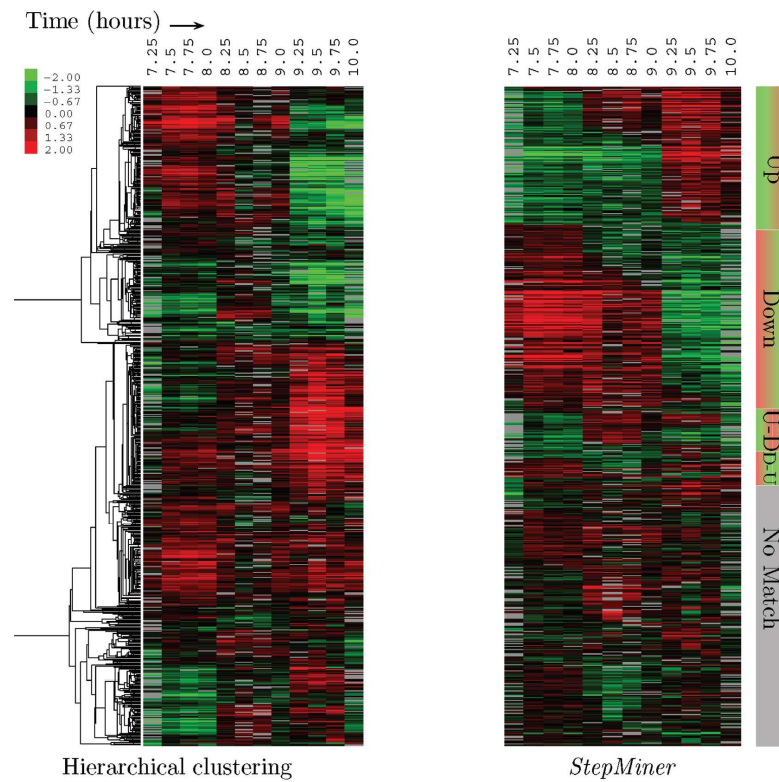 Time (hours)
7.25 7.5 7.75 8.0 8.25 8.5 8.75 9.0 9.25 9.5 9.75 10.0
7.25 7.5 7.75 8.0 8.25 8.5 8.75 9.0 9.25 9.5 9.75 10.0
-2.00
-1.33
-0.67
0.00
0.67
1.33
2.00
Up
Down
U-D
D-U
No Match
Hierarchical clustering
StepMiner